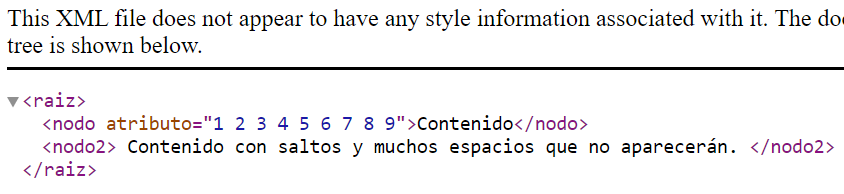 This XML file does not appear to have any style information associated with it. The
tree is shown below.
▼<raiz>
<nodo atributo="1 2 3 4 5 6 7 8 9">Contenido</nodo>
<nodo2> Contenido con saltos y muchos espacios que no aparecerán. </nodo2>
</raiz>